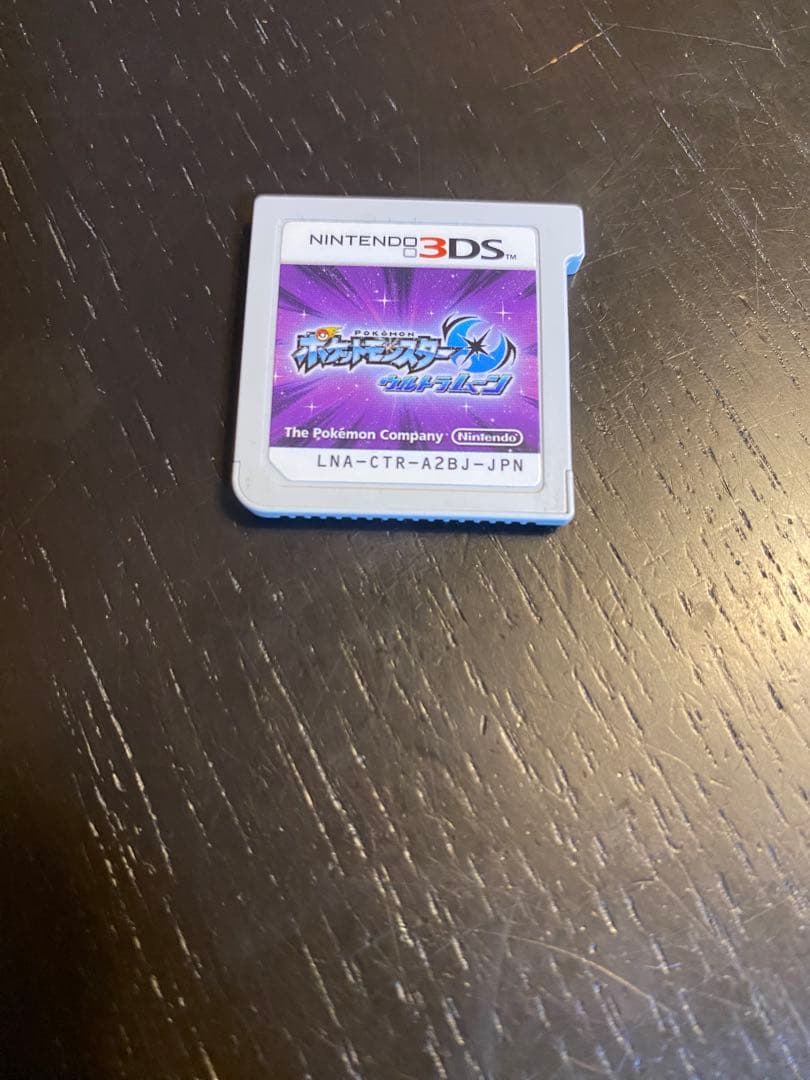 NINTENDO 3DS™
POKéMON
ポケットモンスター
ウルトラムーン
The Pokémon Company Nintendo
LNA-CTR-A2BJ-JPN